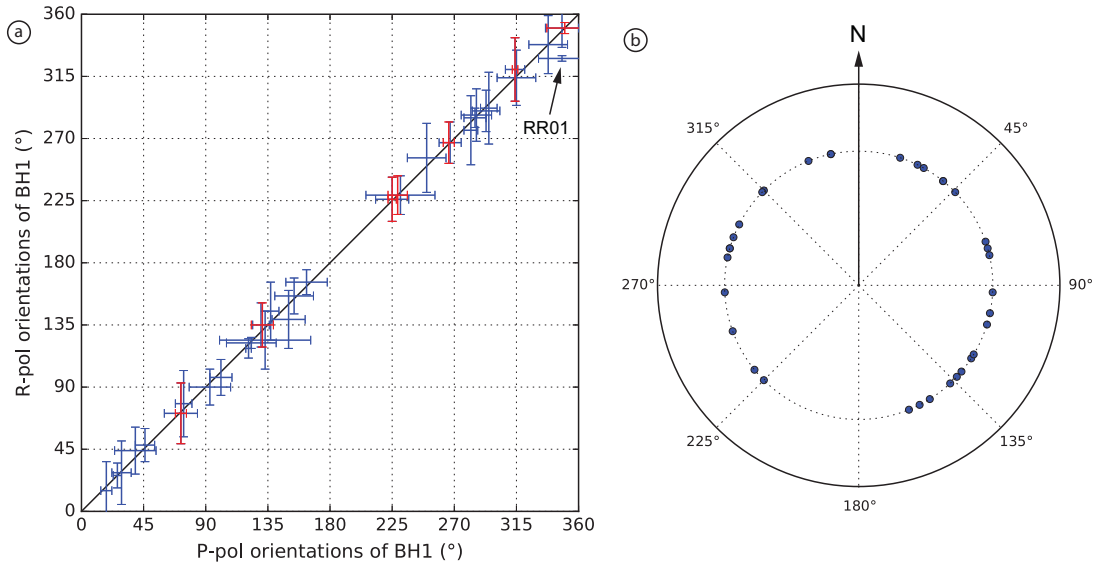 a
360
315
270
225
180
135
90
45
0
R-pol orientations of BH1 (°)
RR01
0 45 90 135 180 225 270 315 360
P-pol orientations of BH1 (°)
b
N
315° 45°
270° 90°
225° 135°
180°